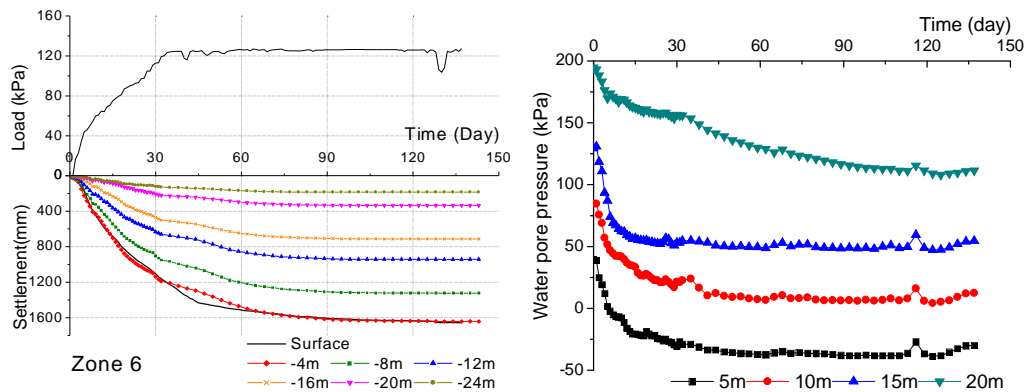 160
120
80
40
0
Load (kPa)
Time (Day)
0 30 60 90 120 150
0
400
800
1200
1600
Settlement(mm)
Zone 6
Surface
-4m -8m -12m
-16m -20m -24m
Time (day)
0 30 60 90 120 150
200
150
100
50
0
-50
Water pore pressure (kPa)
5m 10m 15m 20m